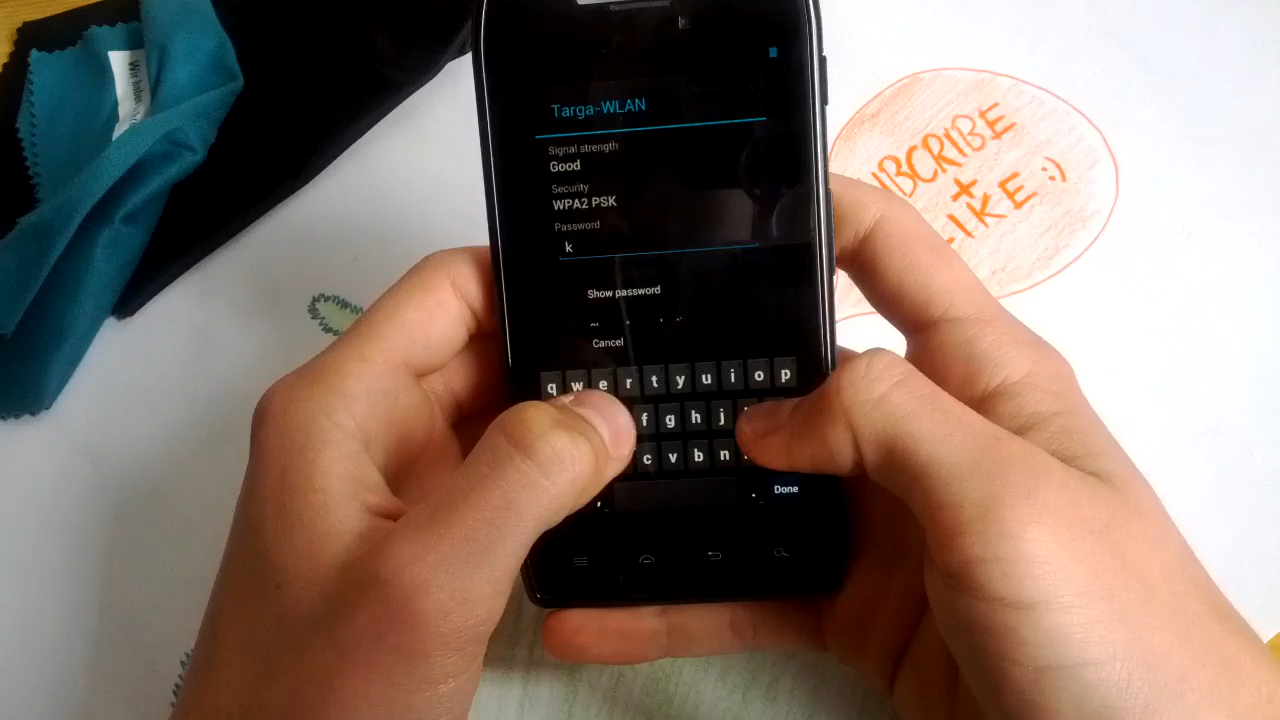 Targa-WLAN
Signal strength
Good
Security
WPA2 PSK
Password
k
Show password
Cancel
q w e r t y u i o p
f g h j
c v b n
, . Done
BCRIBE
+
IKE :)